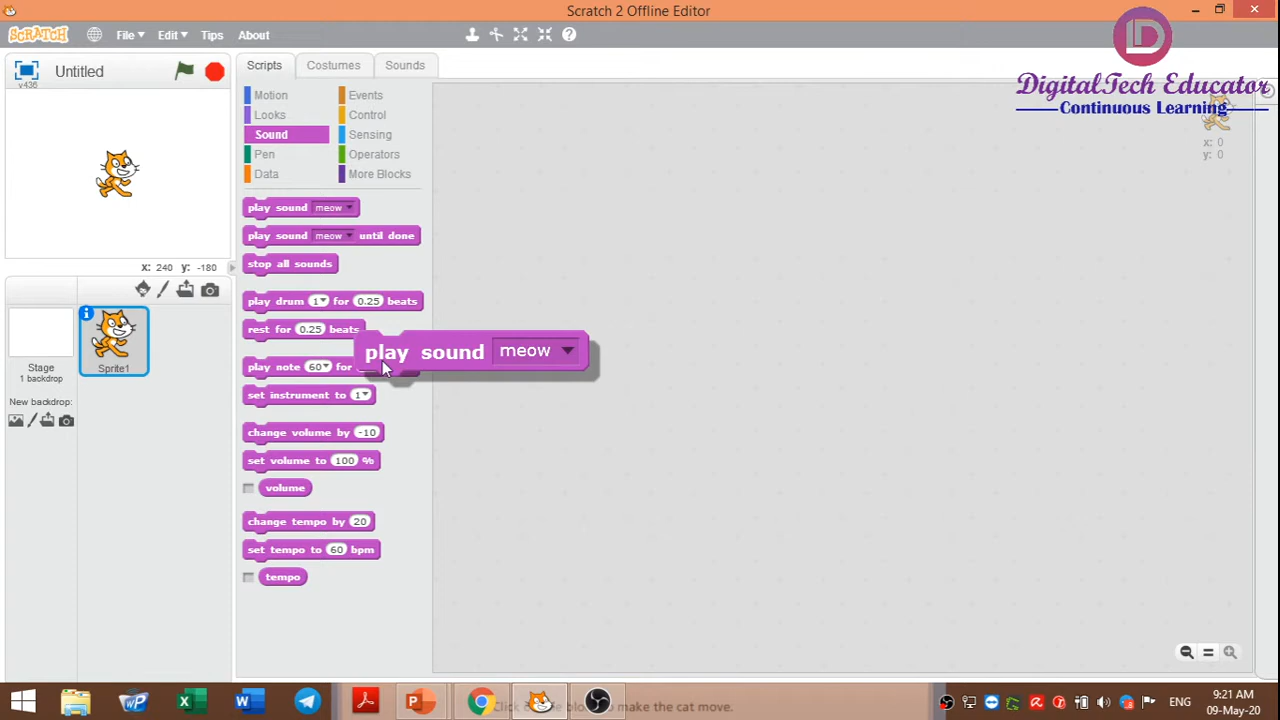 Scratch 2 Offline Editor
SCRATCH File Edit Tips About
Untitled
v436
Scripts Costumes Sounds
DigitalTech Educator
Continuous Learning
Motion Events
Looks Control
Sound Sensing
Pen Operators
Data More Blocks
x: 0
y: 0
play sound meow
play sound meow until done
stop all sounds
play drum 1 for 0.25 beats
rest for 0.25 beats
play sound meow
play note 60 for
set instrument to 1
change volume by -10
set volume to 100 %
volume
change tempo by 20
set tempo to 60 bpm
tempo
x: 240 y: -180
Sprite1
Stage
1 backdrop
New backdrop:
block to make the cat move.
ENG
9:21 AM
09-May-20